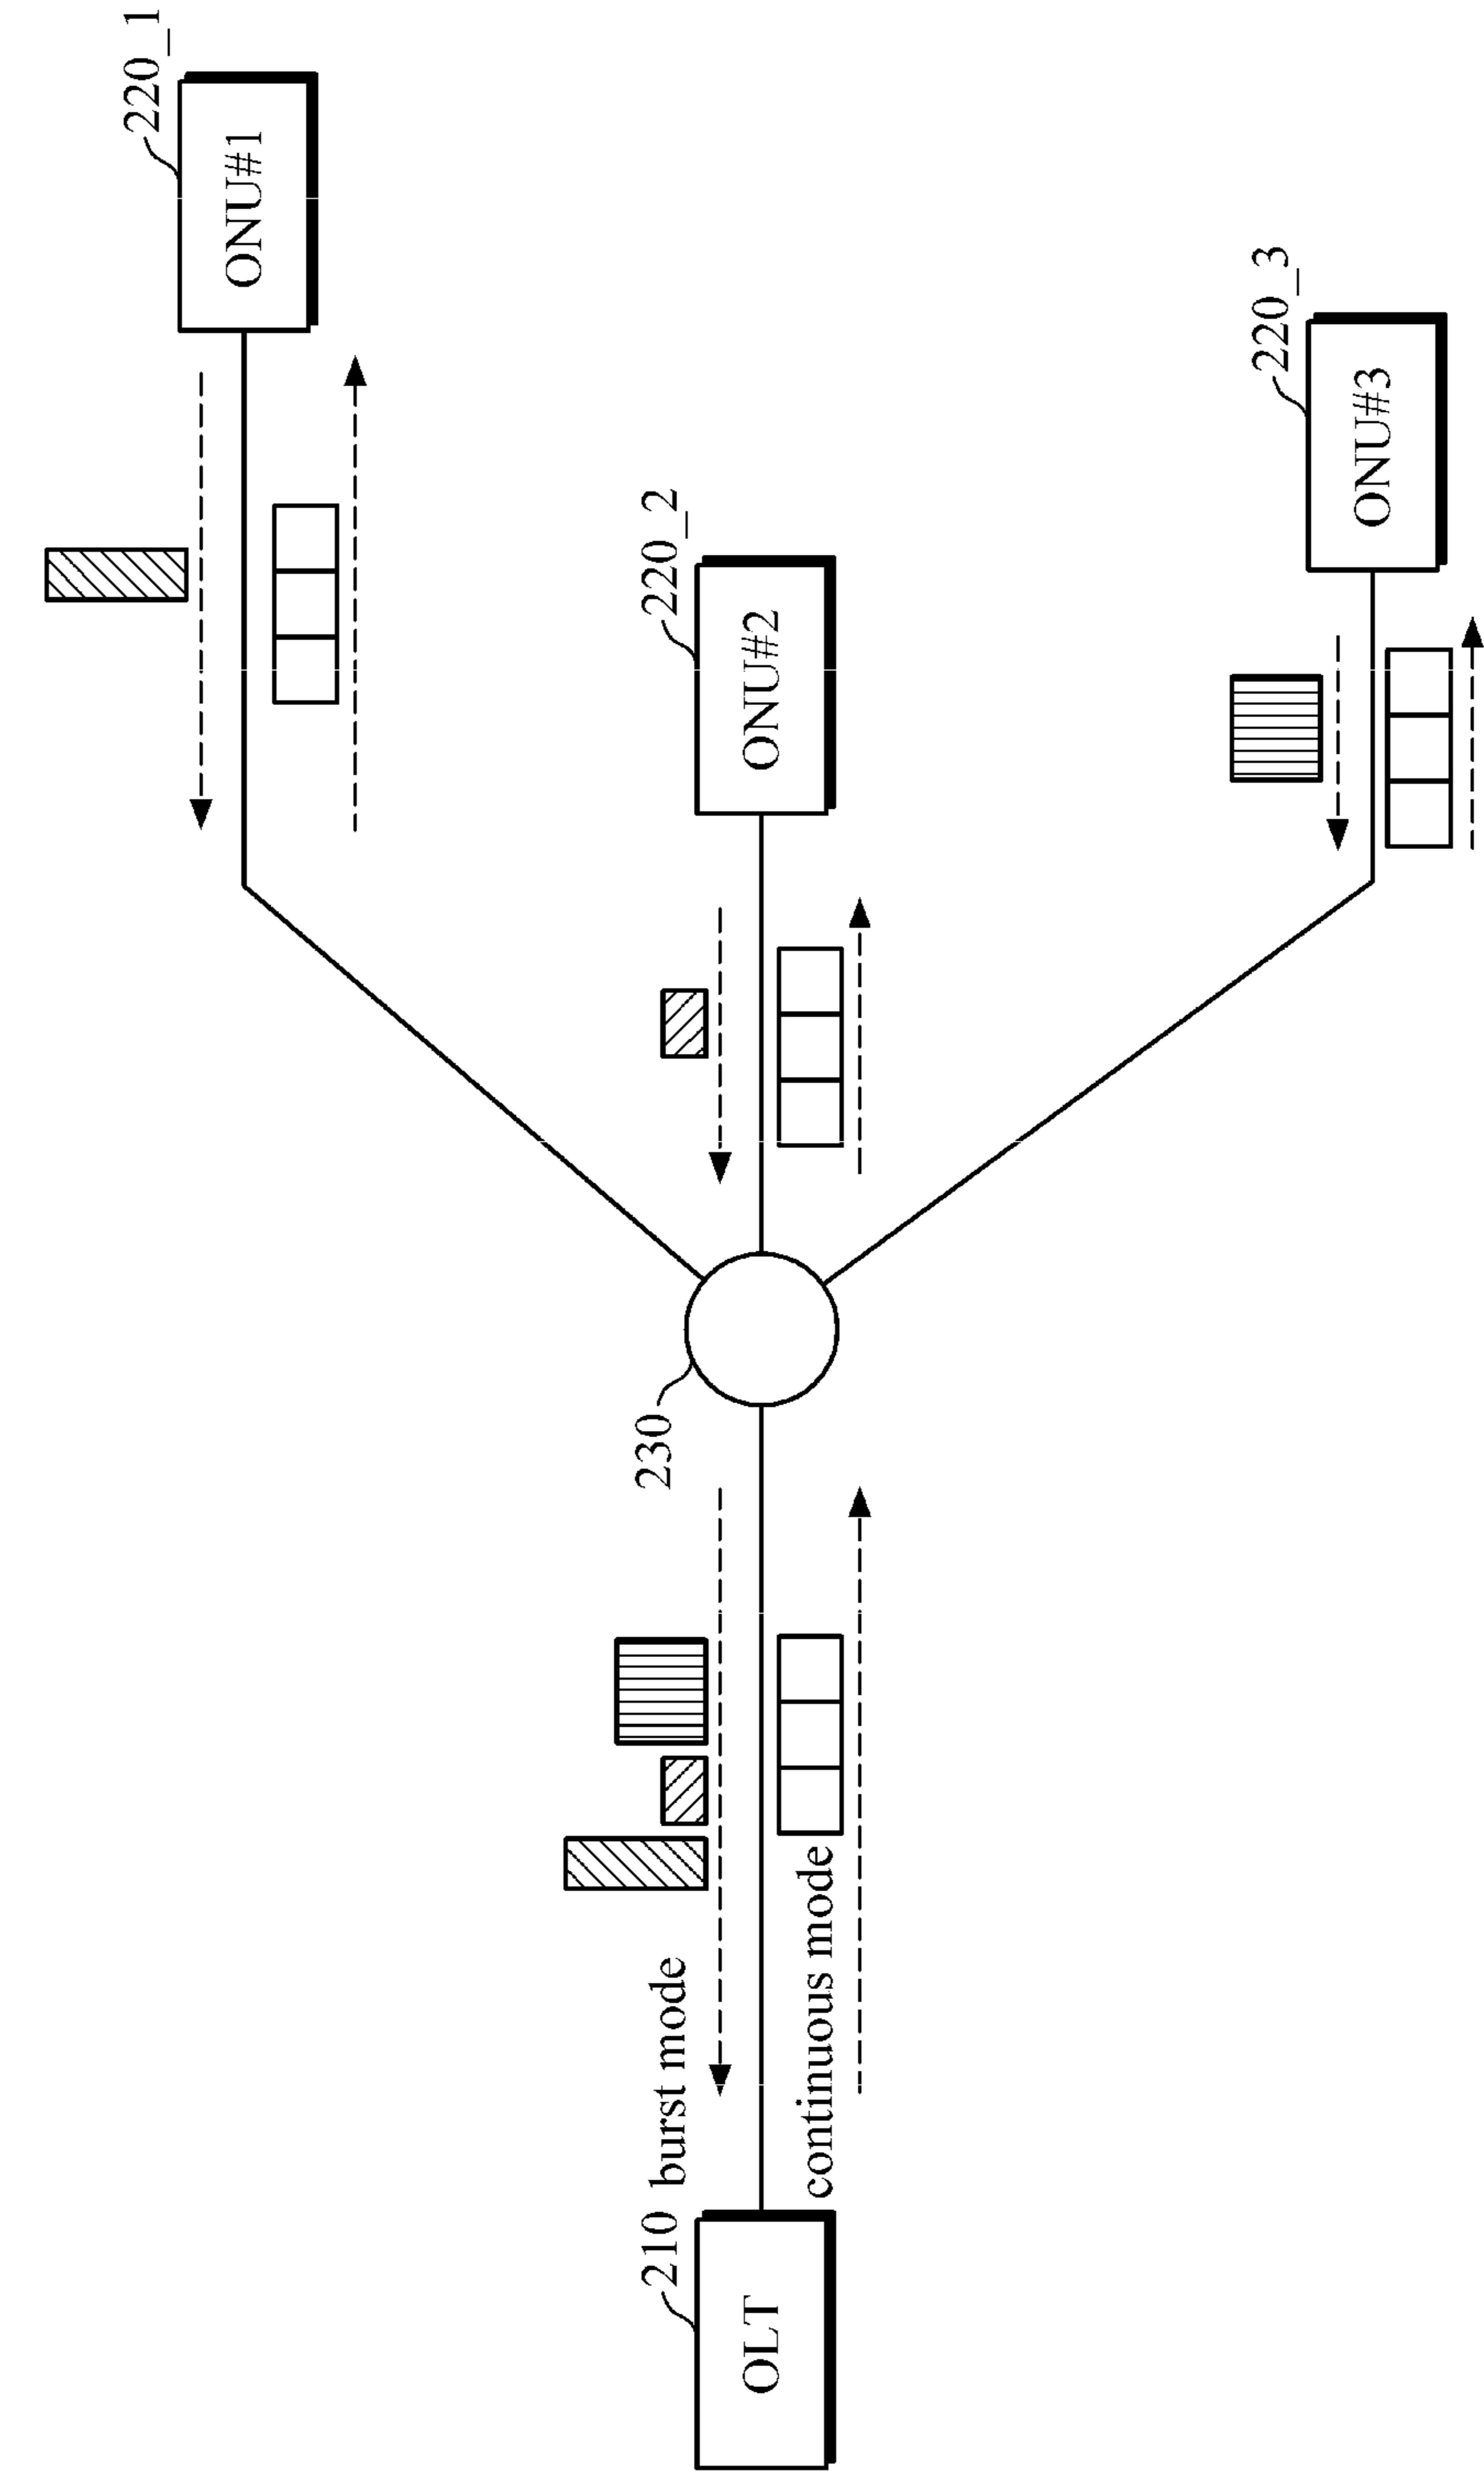 220_1
ONU#1
210
burst mode
230
220_2
OLT
ONU#2
continuous mode
220_3
ONU#3